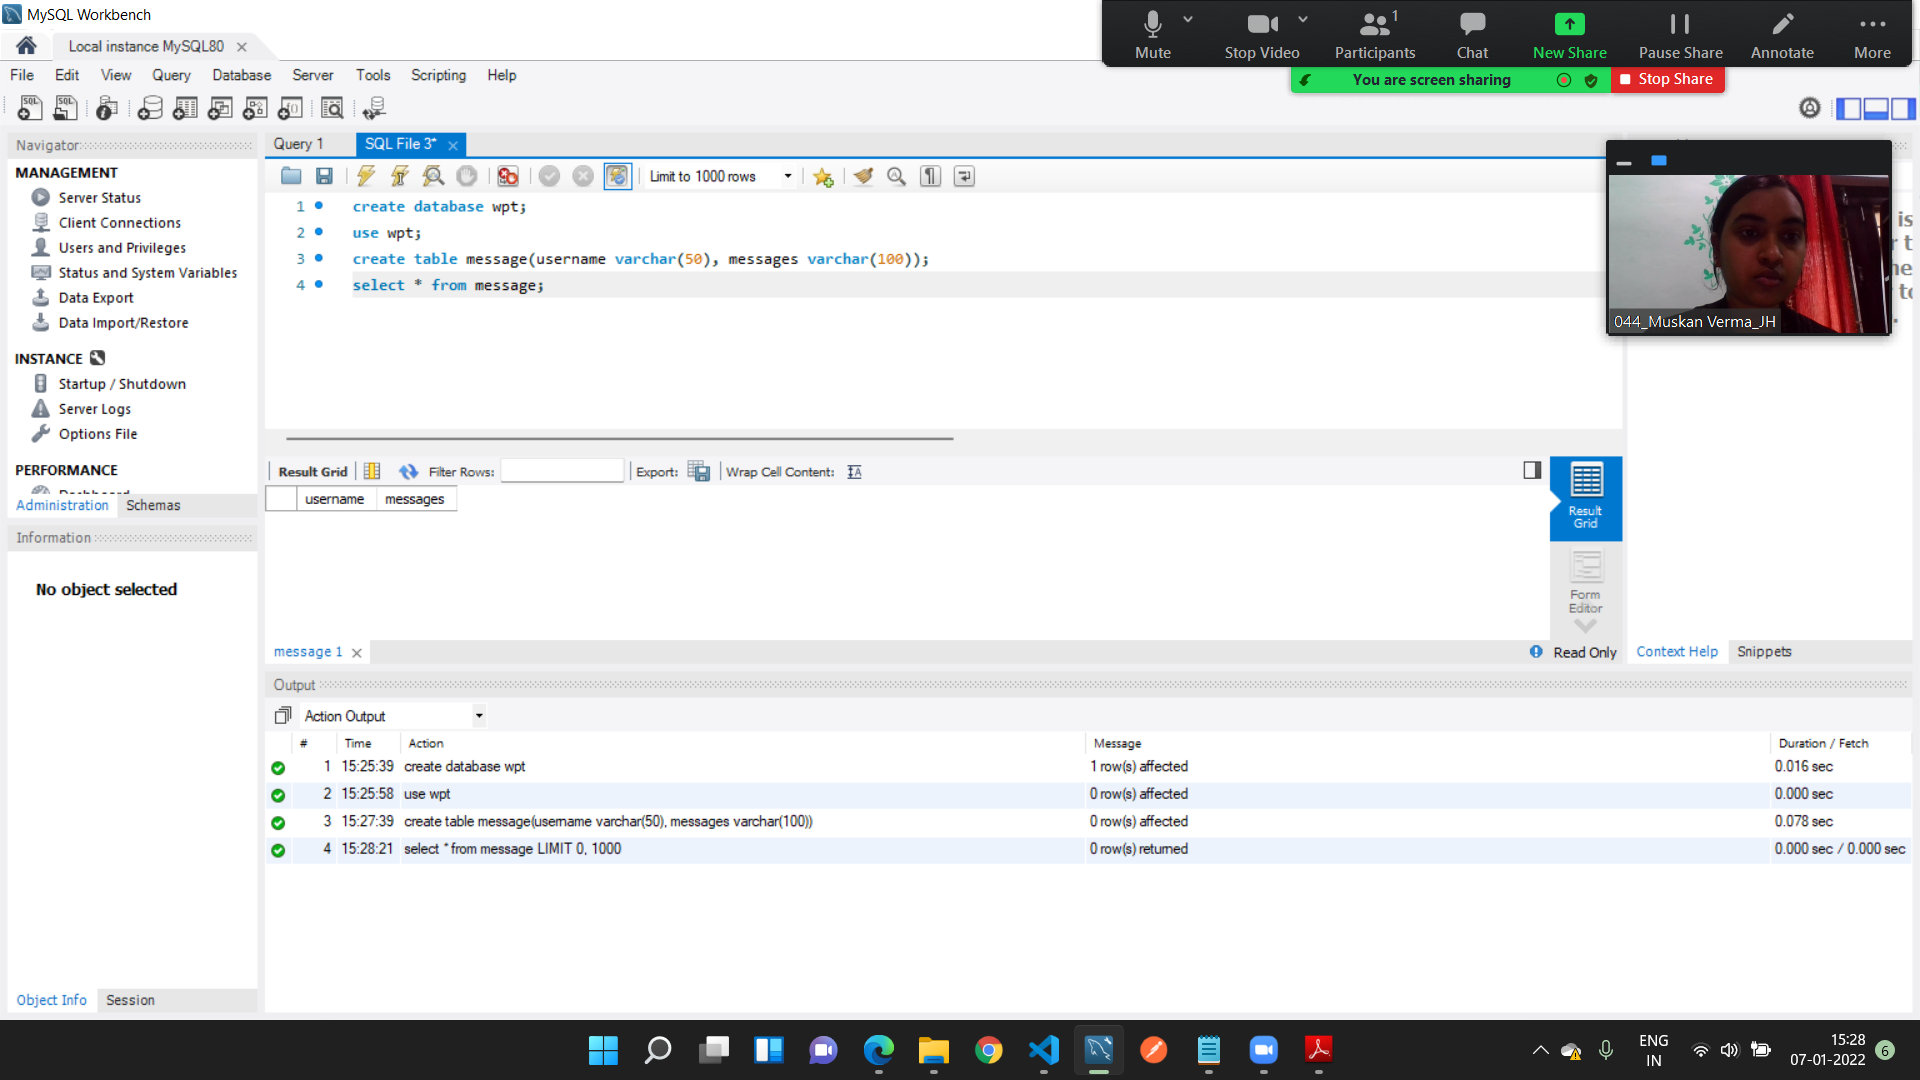 MySQL Workbench
Local instance MySQL80
File Edit View Query Database Server Tools Scripting Help
Mute Stop Video Participants 1 Chat New Share Pause Share Annotate More
You are screen sharing Stop Share
Navigator
MANAGEMENT
Server Status
Client Connections
Users and Privileges
Status and System Variables
Data Export
Data Import/Restore
INSTANCE
Startup / Shutdown
Server Logs
Options File
PERFORMANCE
Dashboard
Administration Schemas
Information
No object selected
Object Info Session
Query 1 SQL File 3*
Limit to 1000 rows
1 create database wpt;
2 use wpt;
3 create table message(username varchar(50), messages varchar(100));
4 select * from message;
044_Muskan Verma_JH
Result Grid Filter Rows: Export: Wrap Cell Content:
username messages
Result
Grid
Form
Editor
message 1 Read Only
Context Help Snippets
Output
Action Output
# Time Action Message Duration / Fetch
1 15:25:39 create database wpt 1 row(s) affected 0.016 sec
2 15:25:58 use wpt 0 row(s) affected 0.000 sec
3 15:27:39 create table message(username varchar(50), messages varchar(100)) 0 row(s) affected 0.078 sec
4 15:28:21 select * from message LIMIT 0, 1000 0 row(s) returned 0.000 sec / 0.000 sec
ENG
IN
15:28
07-01-2022
6